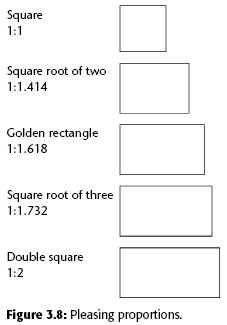 Square
1:1
Square root of two
1:1.414
Golden rectangle
1:1.618
Square root of three
1:1.732
Double square
1:2
Figure 3.8: Pleasing proportions.